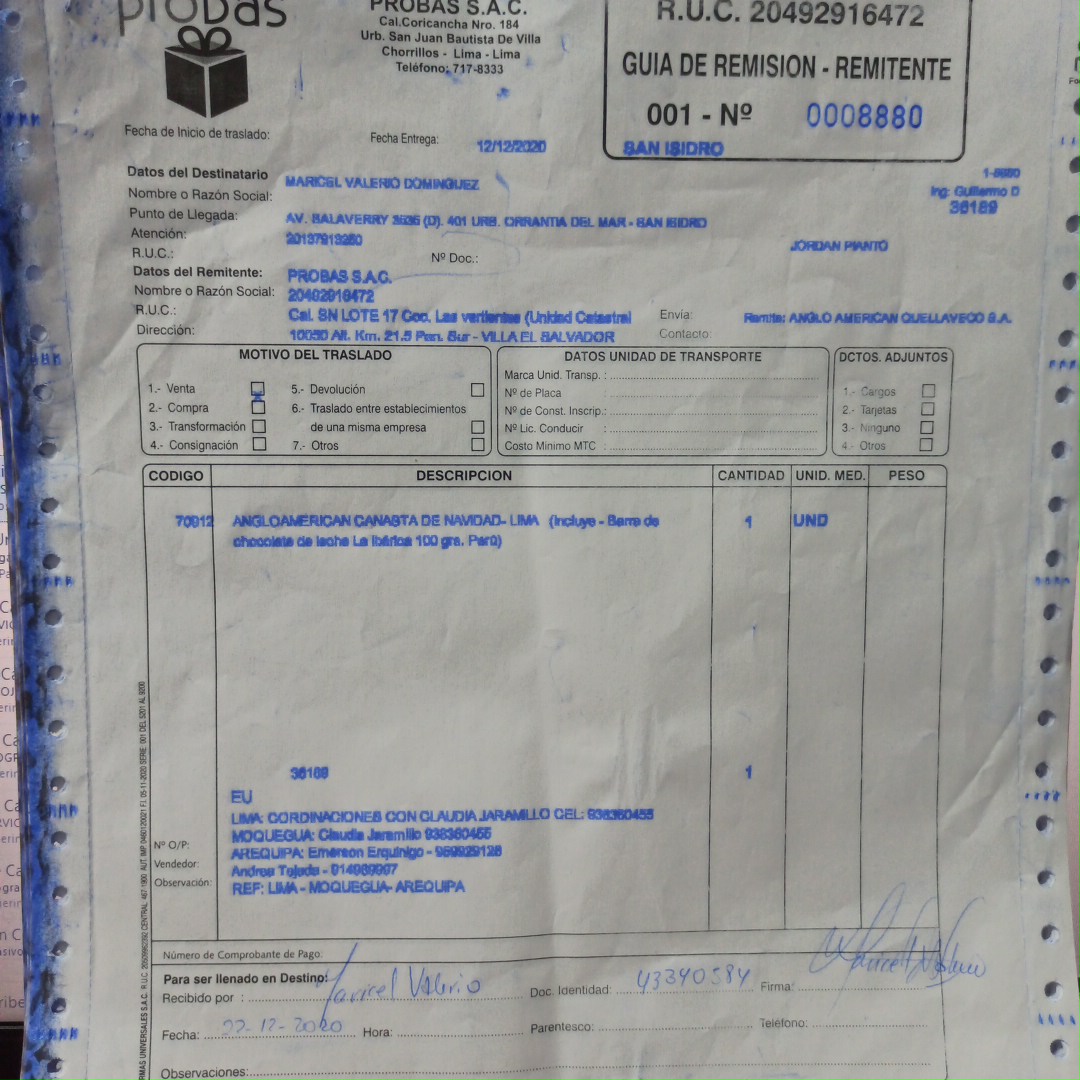 probas
PROBAS S.A.C.
Cal.Coricancha Nro. 184
Urb. San Juan Bautista De Villa
Chorrillos - Lima - Lima
Teléfono: 717-8333
R.U.C. 20492916472
GUIA DE REMISION - REMITENTE
001 - Nº 0008880
SAN ISIDRO
Fecha de Inicio de traslado:
Fecha Entrega: 12/12/2020
Ing: Guillermo D
36189
Datos del Destinatario
Nombre o Razón Social: MARICEL VALERIO DOMINGUEZ
Punto de Llegada: AV. SALAVERRY 3636 (D). 401 URB. ORRANTIA DEL MAR - SAN ISIDRO
Atención:
JORDAN PIANTO
R.U.C.:
Nº Doc.:
Datos del Remitente:
Nombre o Razón Social: PROBAS S.A.C.
R.U.C.: 20492916472
Dirección: Cal. SN LOTE 17 Coo. Las vertientes (Unidad Catastral
10050 Alt. Km. 21.5 Pan. Sur - VILLA EL SALVADOR
Envía: Remite: ANGLO AMERICAN QUELLAVECO S.A.
Contacto:
MOTIVO DEL TRASLADO
1.- Venta
2.- Compra
3.- Transformación
4.- Consignación
5.- Devolución
6.- Traslado entre establecimientos
de una misma empresa
7.- Otros
DATOS UNIDAD DE TRANSPORTE
Marca Unid. Transp. :
Nº de Placa :
Nº de Const. Inscrip.:
Nº Lic. Conducir :
Costo Minimo MTC :
DCTOS. ADJUNTOS
1.- Cargos
2.- Tarjetas
3.- Ninguno
4.- Otros
CODIGO DESCRIPCION CANTIDAD UNID. MED. PESO
70912 ANGLOAMERICAN CANASTA DE NAVIDAD- LIMA (Incluye - Barra de 1 UND
chocolate de leche La Ibérica 100 grs. Perú)
36189 1
EU
LIMA: CORDINACIONES CON CLAUDIA JARAMILLO CEL: 938360455
MOQUEGUA: Claudia Jaramillo 938360455
AREQUIPA: Emerson Erquinigo - 959929128
Andrea Tejada - 014989997
REF: LIMA - MOQUEGUA- AREQUIPA
Nº O/P:
Vendedor:
Observación:
Número de Comprobante de Pago:
Para ser llenado en Destino:
Recibido por : Maricel Valerio
Doc. Identidad: 43340584
Firma: Maricel Valerio
Fecha: 22-12-2020
Hora:
Parentesco:
Teléfono:
Observaciones: